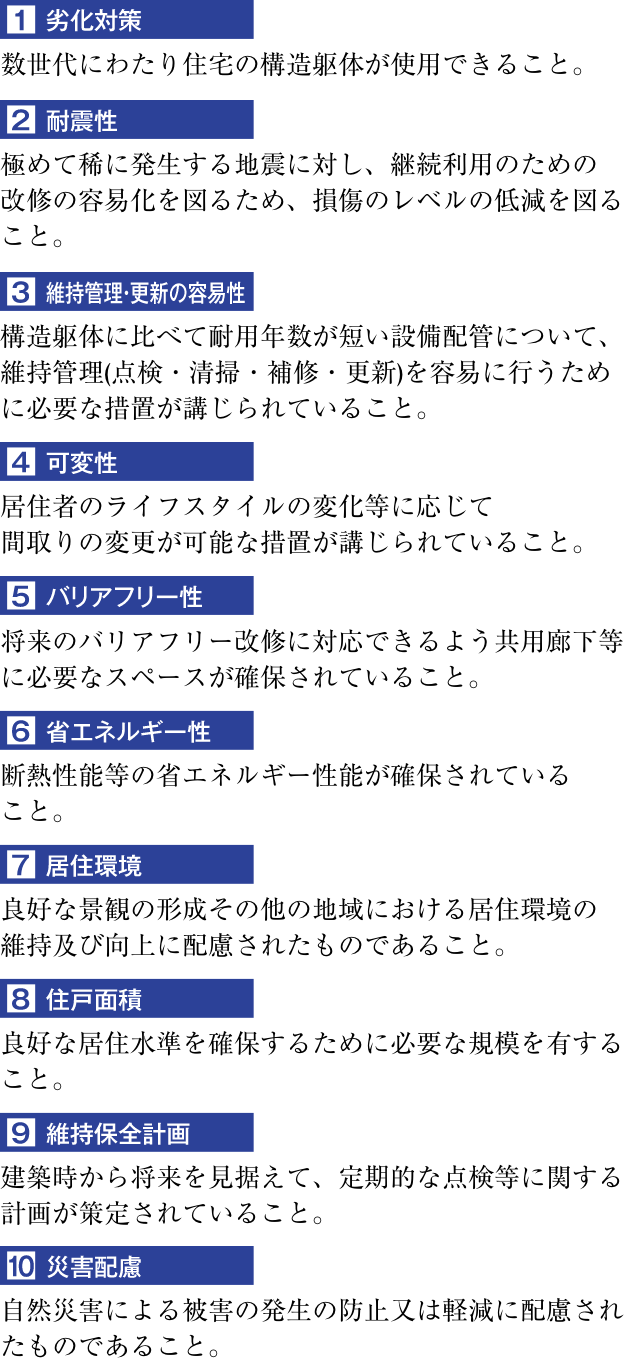 1 劣化対策
数世代にわたり住宅の構造躯体が使用できること。
2 耐震性
極めて稀に発生する地震に対し、継続利用のための
改修の容易化を図るため、損傷のレベルの低減を図る
こと。
3 維持管理・更新の容易性
構造躯体に比べて耐用年数が短い設備配管について、
維持管理(点検・清掃・補修・更新)を容易に行うため
に必要な措置が講じられていること。
4 可変性
居住者のライフスタイルの変化等に応じて
間取りの変更が可能な措置が講じられていること。
5 バリアフリー性
将来のバリアフリー改修に対応できるよう共用廊下等
に必要なスペースが確保されていること。
6 省エネルギー性
断熱性能等の省エネルギー性能が確保されている
こと。
7 居住環境
良好な景観の形成その他の地域における居住環境の
維持及び向上に配慮されたものであること。
8 住戸面積
良好な居住水準を確保するために必要な規模を有する
こと。
9 維持保全計画
建築時から将来を見据えて、定期的な点検等に関する
計画が策定されていること。
10 災害配慮
自然災害による被害の発生の防止又は軽減に配慮され
たものであること。